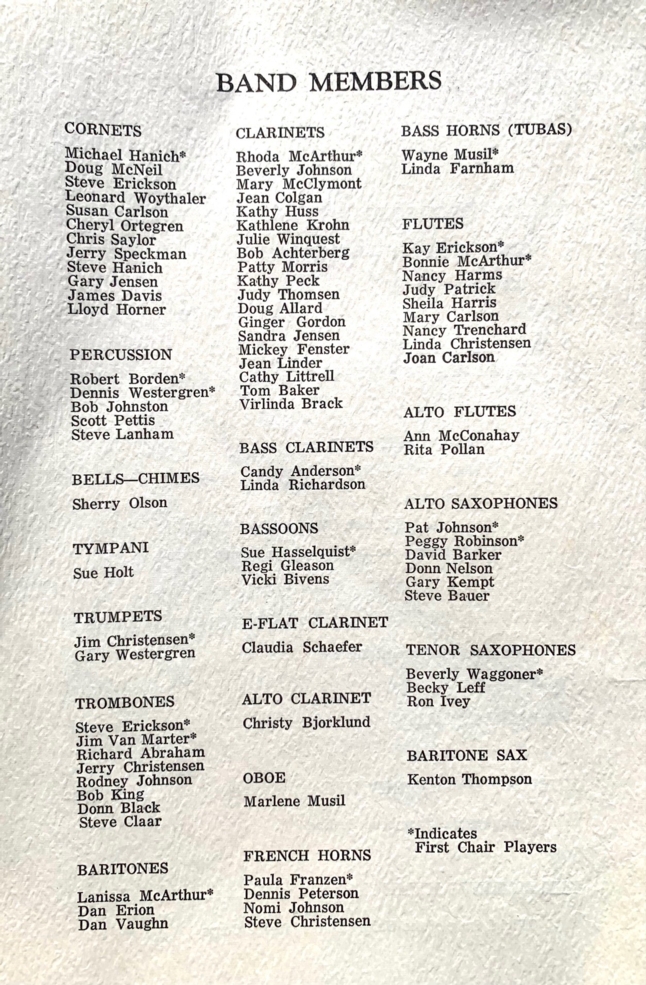 BAND MEMBERS
CORNETS
Michael Hanich*
Doug McNeil
Steve Erickson
Leonard Woythaler
Susan Carlson
Cheryl Ortegren
Chris Saylor
Jerry Speckman
Steve Hanich
Gary Jensen
James Davis
Lloyd Horner
PERCUSSION
Robert Borden*
Dennis Westergren*
Bob Johnston
Scott Pettis
Steve Lanham
BELLS—CHIMES
Sherry Olson
TYMPANI
Sue Holt
TRUMPETS
Jim Christensen*
Gary Westergren
TROMBONES
Steve Erickson*
Jim Van Marter*
Richard Abraham
Jerry Christensen
Rodney Johnson
Bob King
Donn Black
Steve Claar
BARITONES
Lanissa McArthur*
Dan Erion
Dan Vaughn
CLARINETS
Rhoda McArthur*
Beverly Johnson
Mary McClymont
Jean Colgan
Kathy Huss
Kathlene Krohn
Julie Winquest
Bob Achterberg
Patty Morris
Kathy Peck
Judy Thomsen
Doug Allard
Ginger Gordon
Sandra Jensen
Mickey Fenster
Jean Linder
Cathy Littrell
Tom Baker
Virlinda Brack
BASS CLARINETS
Candy Anderson*
Linda Richardson
BASSOONS
Sue Hasselquist*
Regi Gleason
Vicki Bivens
E-FLAT CLARINET
Claudia Schaefer
ALTO CLARINET
Christy Bjorklund
OBOE
Marlene Musil
FRENCH HORNS
Paula Franzen*
Dennis Peterson
Nomi Johnson
Steve Christensen
BASS HORNS (TUBAS)
Wayne Musil*
Linda Farnham
FLUTES
Kay Erickson*
Bonnie McArthur*
Nancy Harms
Judy Patrick
Sheila Harris
Mary Carlson
Nancy Trenchard
Linda Christensen
Joan Carlson
ALTO FLUTES
Ann McConahay
Rita Pollan
ALTO SAXOPHONES
Pat Johnson*
Peggy Robinson*
David Barker
Donn Nelson
Gary Kempt
Steve Bauer
TENOR SAXOPHONES
Beverly Waggoner*
Becky Leff
Ron Ivey
BARITONE SAX
Kenton Thompson
*Indicates
First Chair Players